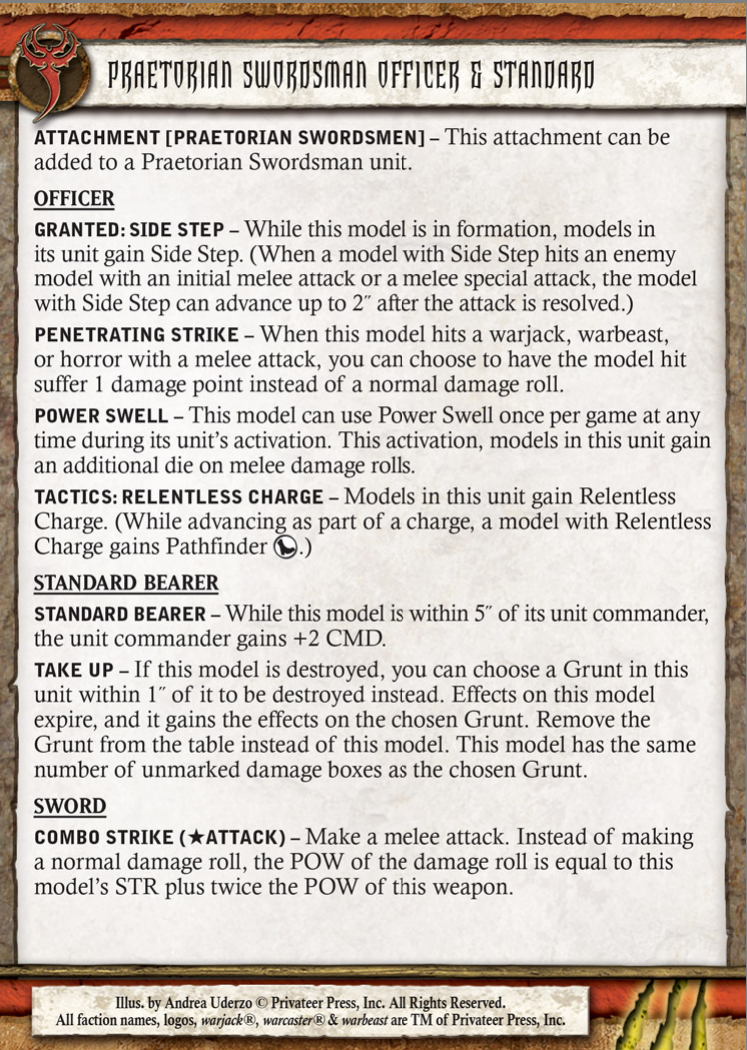 PRAETORIAN SWORDSMAN OFFICER & STANDARD
ATTACHMENT [PRAETORIAN SWORDSMEN] – This attachment can be
added to a Praetorian Swordsman unit.
OFFICER
GRANTED: SIDE STEP – While this model is in formation, models in
its unit gain Side Step. (When a model with Side Step hits an enemy
model with an initial melee attack or a melee special attack, the model
with Side Step can advance up to 2˝ after the attack is resolved.)
PENETRATING STRIKE – When this model hits a warjack, warbeast,
or horror with a melee attack, you can choose to have the model hit
suffer 1 damage point instead of a normal damage roll.
POWER SWELL – This model can use Power Swell once per game at any
time during its unit's activation. This activation, models in this unit gain
an additional die on melee damage rolls.
TACTICS: RELENTLESS CHARGE – Models in this unit gain Relentless
Charge. (While advancing as part of a charge, a model with Relentless
Charge gains Pathfinder .)
STANDARD BEARER
STANDARD BEARER – While this model is within 5˝ of its unit commander,
the unit commander gains +2 CMD.
TAKE UP – If this model is destroyed, you can choose a Grunt in this
unit within 1˝ of it to be destroyed instead. Effects on this model
expire, and it gains the effects on the chosen Grunt. Remove the
Grunt from the table instead of this model. This model has the same
number of unmarked damage boxes as the chosen Grunt.
SWORD
COMBO STRIKE (★ATTACK) – Make a melee attack. Instead of making
a normal damage roll, the POW of the damage roll is equal to this
model's STR plus twice the POW of this weapon.
Illus. by Andrea Uderzo © Privateer Press, Inc. All Rights Reserved.
All faction names, logos, warjack®, warcaster® & warbeast are TM of Privateer Press, Inc.